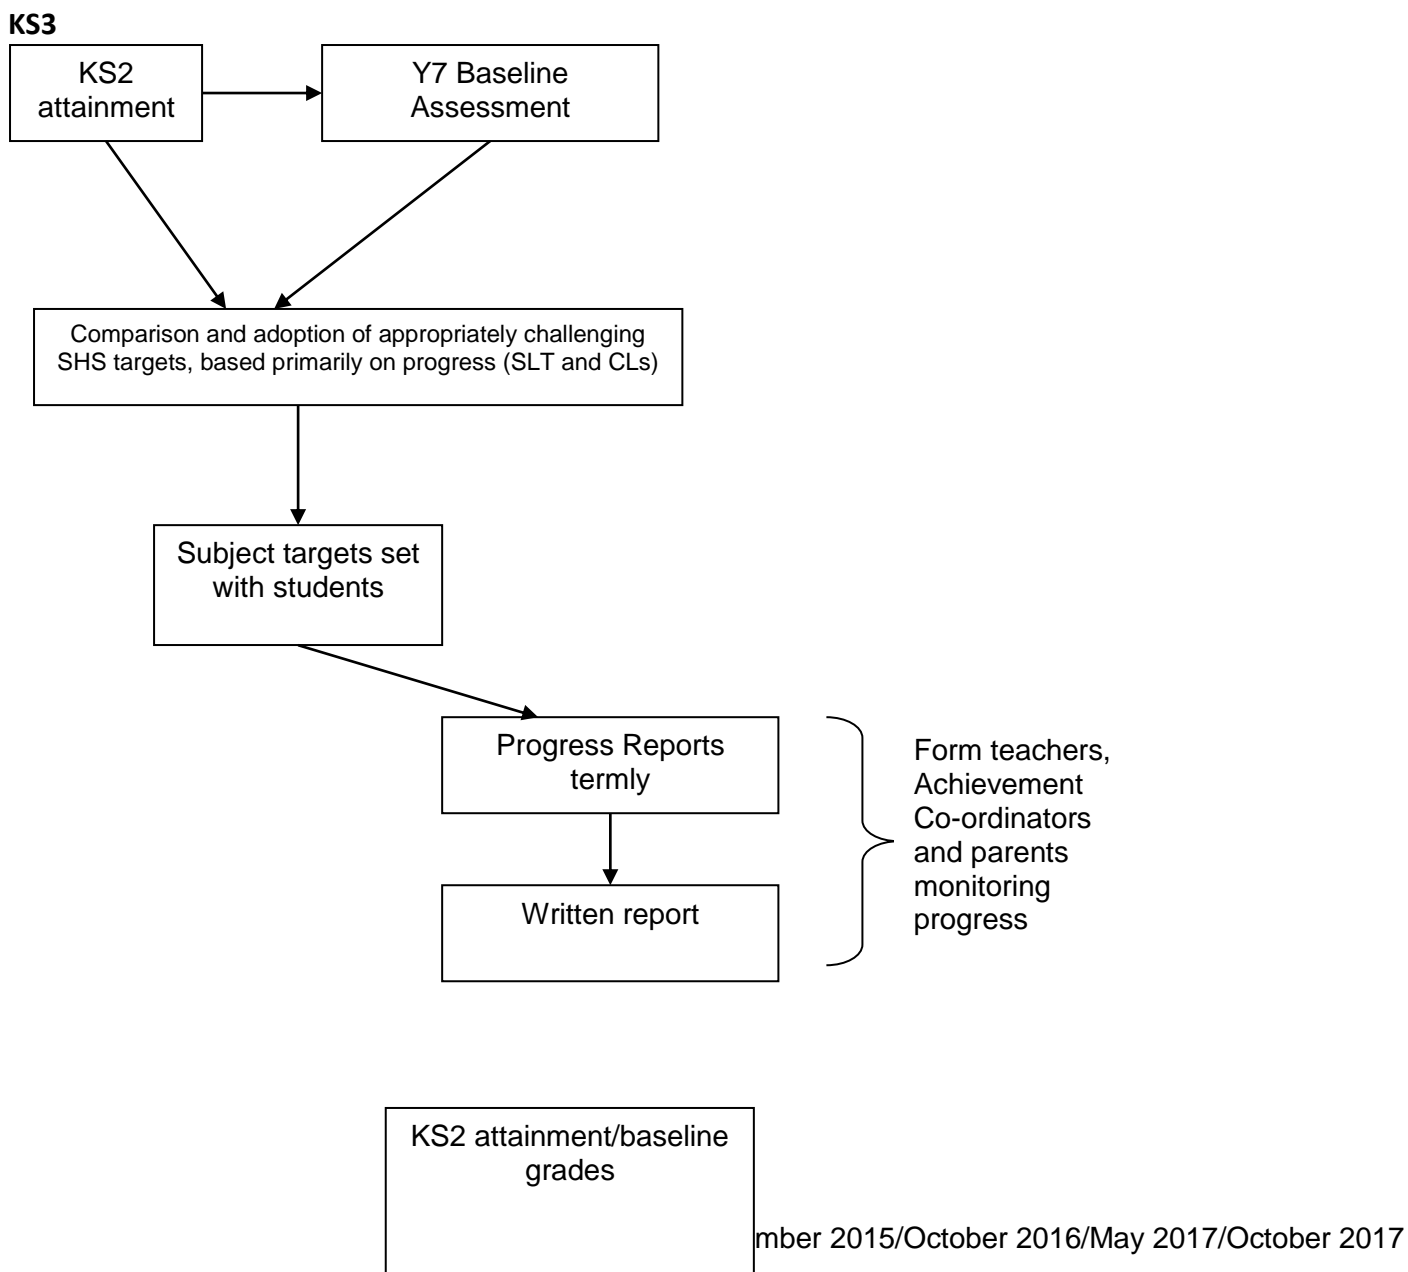 KS3
KS2
attainment
Y7 Baseline
Assessment
Comparison and adoption of appropriately challenging
SHS targets, based primarily on progress (SLT and CLs)
Subject targets set
with students
Progress Reports
termly
Form teachers,
Achievement
Co-ordinators
and parents
monitoring
progress
Written report
KS2 attainment/baseline
grades
mber 2015/October 2016/May 2017/October 2017